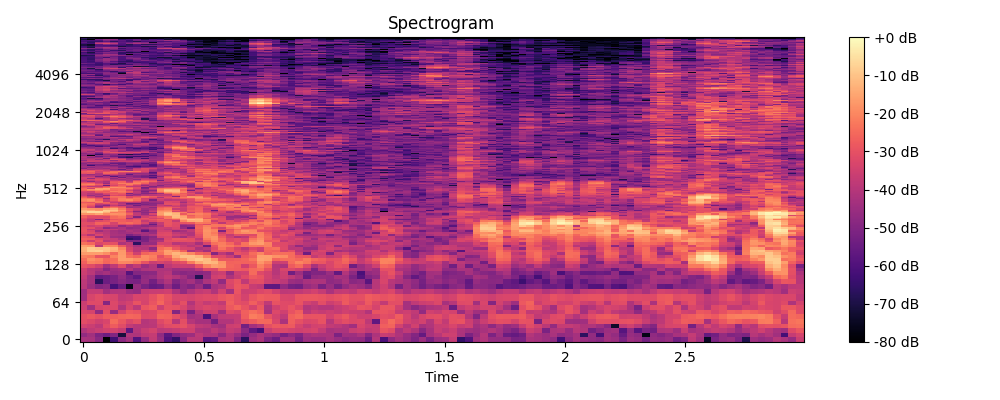 Spectrogram
Hz
4096
2048
1024
512
256
128
64
0
0 0.5 1 1.5 2 2.5
Time
+0 dB
-10 dB
-20 dB
-30 dB
-40 dB
-50 dB
-60 dB
-70 dB
-80 dB